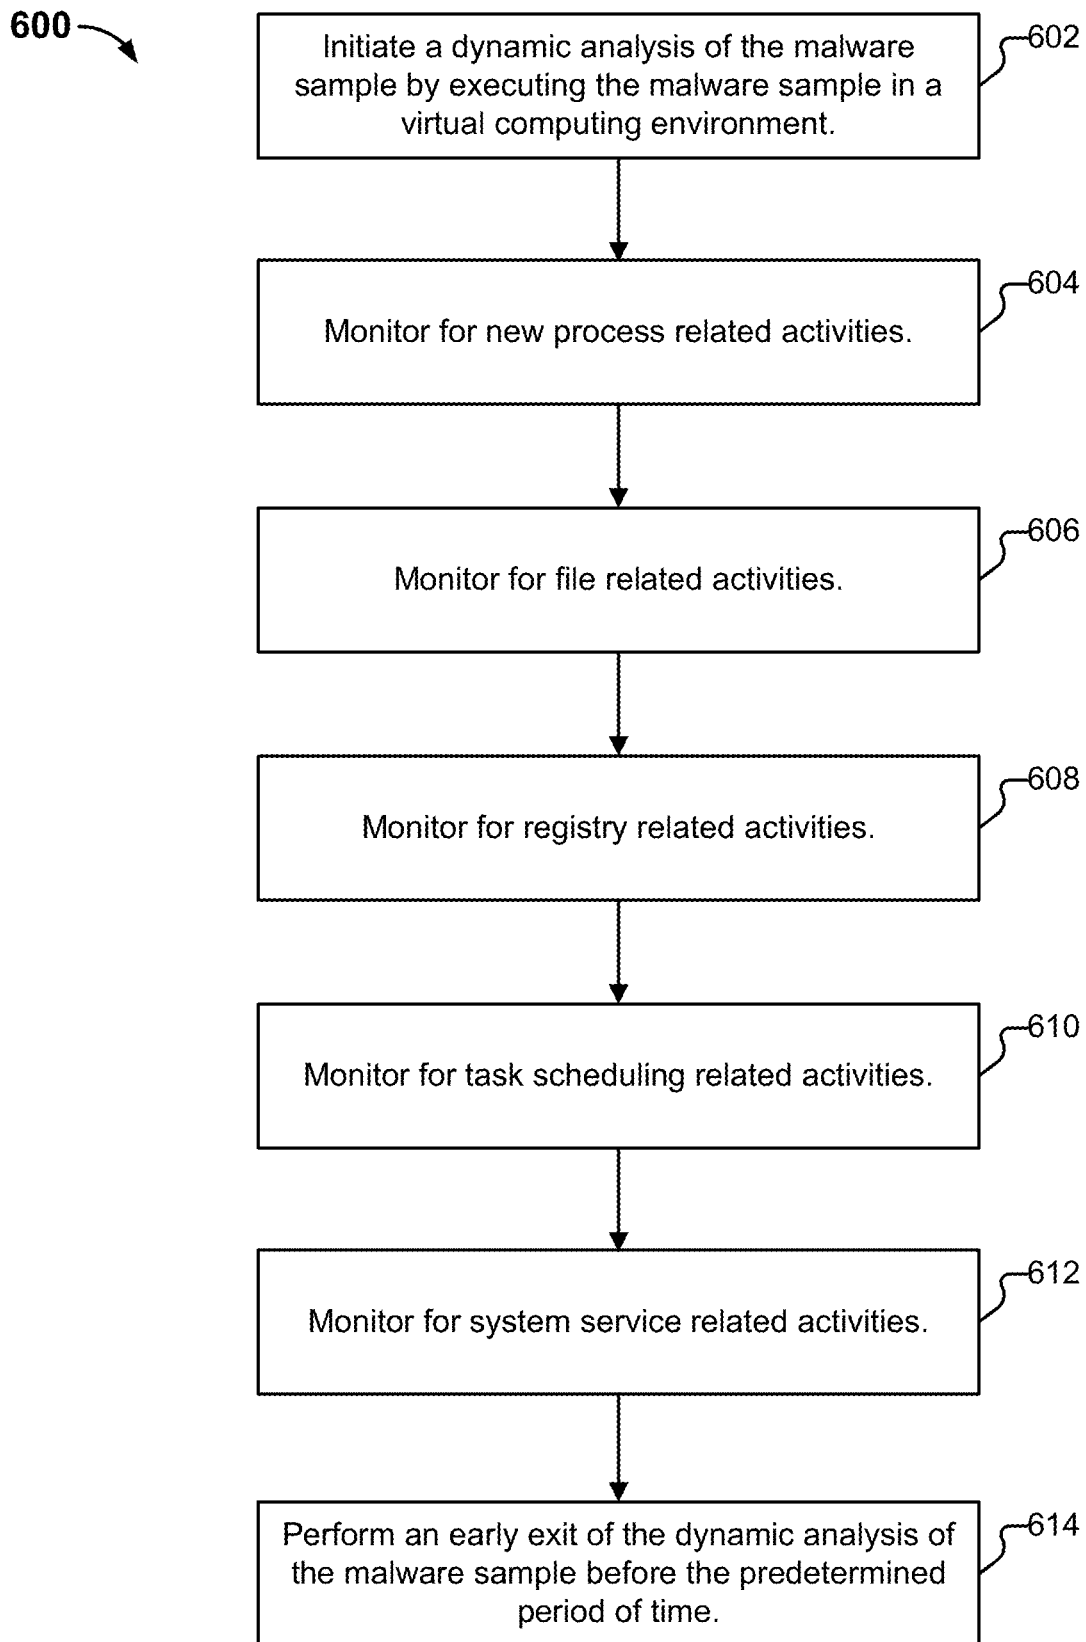 600
602
Initiate a dynamic analysis of the malware
sample by executing the malware sample in a
virtual computing environment.
604
Monitor for new process related activities.
606
Monitor for file related activities.
608
Monitor for registry related activities.
610
Monitor for task scheduling related activities.
612
Monitor for system service related activities.
614
Perform an early exit of the dynamic analysis of
the malware sample before the predetermined
period of time.